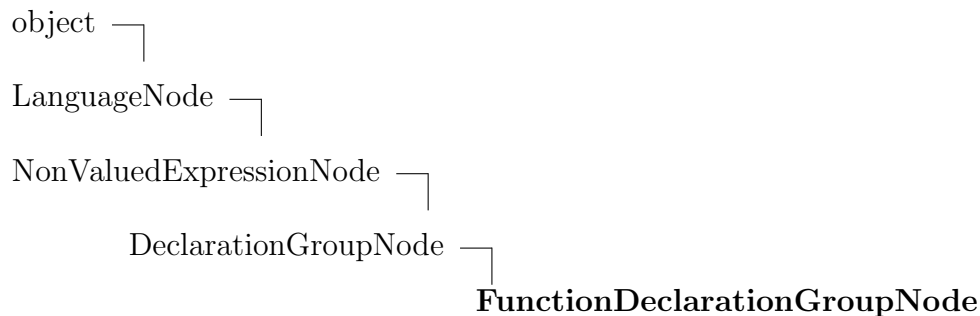 object
LanguageNode
NonValuedExpressionNode
DeclarationGroupNode
FunctionDeclarationGroupNode